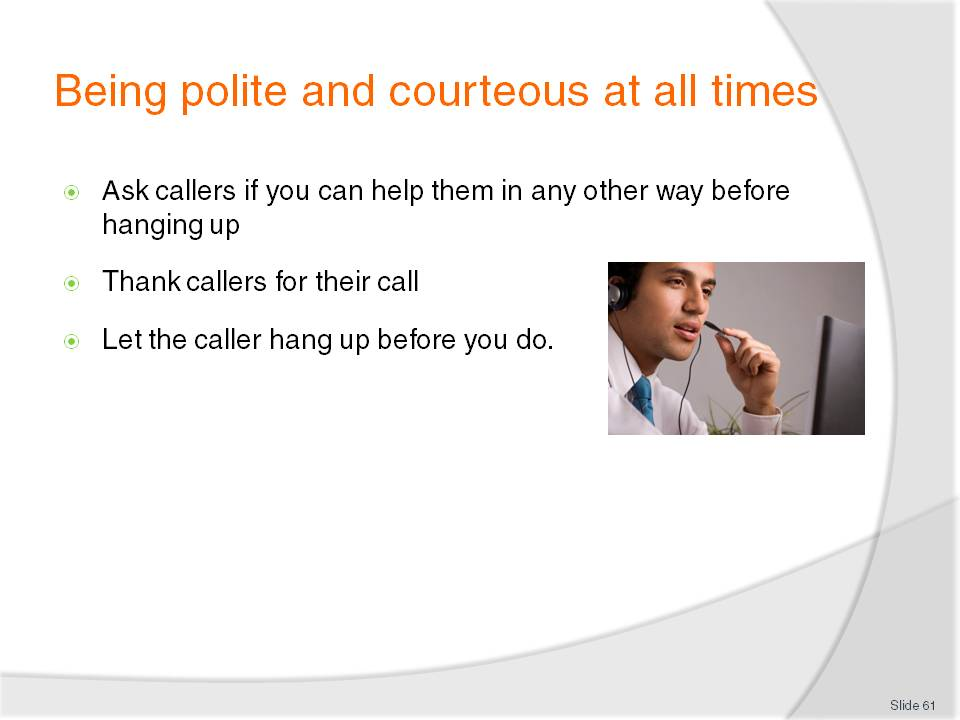 Being polite and courteous at all times
Ask callers if you can help them in any other way before
hanging up
Thank callers for their call
Let the caller hang up before you do.
Slide 61